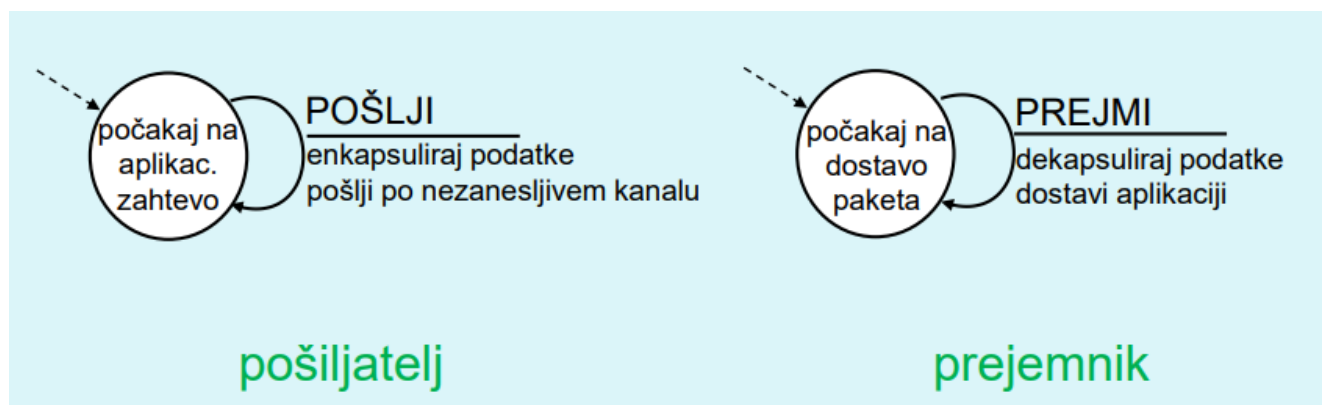 počakaj na
aplikac.
zahtevo
POŠLJI
enkapsuliraj podatke
pošlji po nezanesljivem kanalu
pošiljatelj
počakaj na
dostavo
paketa
PREJMI
dekapsuliraj podatke
dostavi aplikaciji
prejemnik